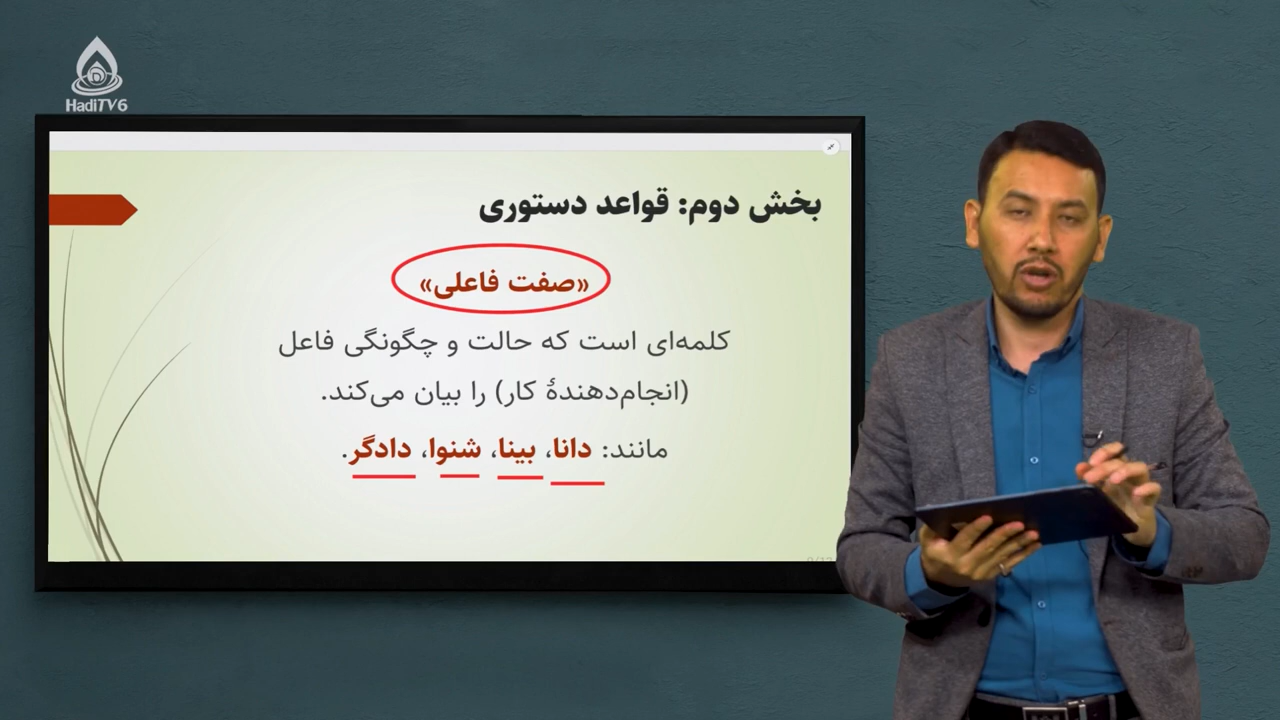 HadiTV6
بخش دوم: قواعد دستوری
«صفت فاعلی»
کلمه‌ای است که حالت و چگونگی فاعل
(انجام‌دهندهٔ کار) را بیان می‌کند.
مانند: دانا، بینا، شنوا، دادگر.